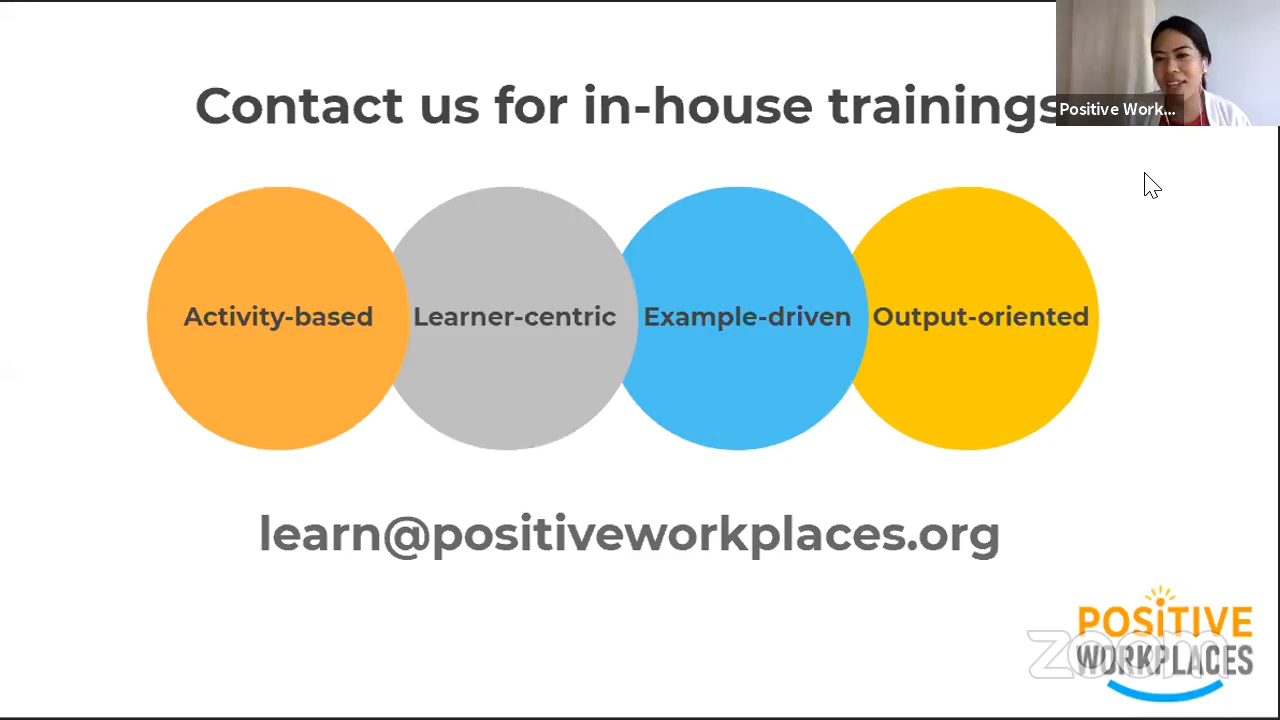 Contact us for in-house trainings
Positive Work...
Activity-based
Learner-centric
Example-driven
Output-oriented
learn@positiveworkplaces.org
POSiTIVE
WORKPLACES
zoom